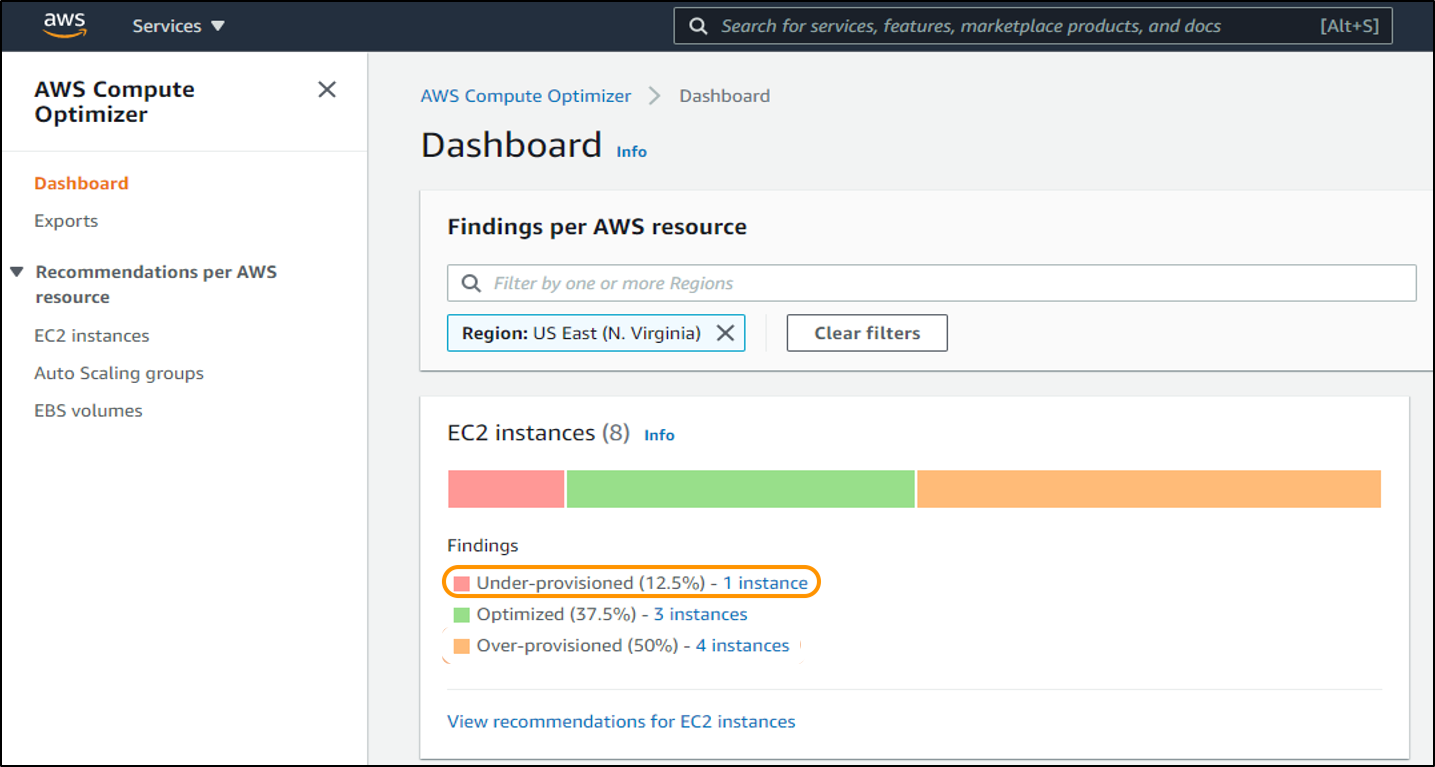 aws
Services
Search for services, features, marketplace products, and docs
[Alt+S]
AWS Compute
Optimizer
Dashboard
Exports
Recommendations per AWS
resource
EC2 instances
Auto Scaling groups
EBS volumes
AWS Compute Optimizer
Dashboard
Dashboard Info
Findings per AWS resource
Filter by one or more Regions
Region: US East (N. Virginia)
Clear filters
EC2 instances (8) Info
Findings
Under-provisioned (12.5%) - 1 instance
Optimized (37.5%) - 3 instances
Over-provisioned (50%) - 4 instances
View recommendations for EC2 instances